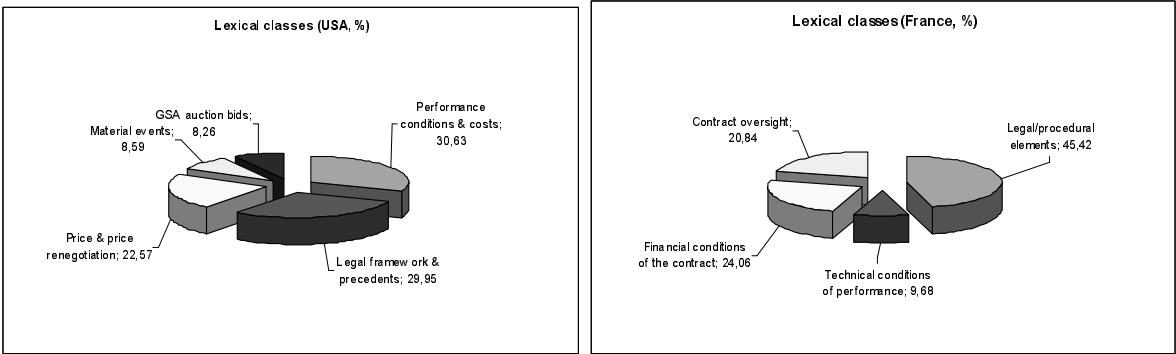 Lexical classes (USA, %)
GSA auction bids;
8,26
Material events;
8,59
Performance
conditions & costs;
30,63
Price & price
renegotiation; 22,57
Legal framew ork &
precedents; 29,95
Lexical classes (France, %)
Contract oversight;
20,84
Legal/procedural
elements; 45,42
Financial conditions
of the contract; 24,06
Technical conditions
of performance; 9,68